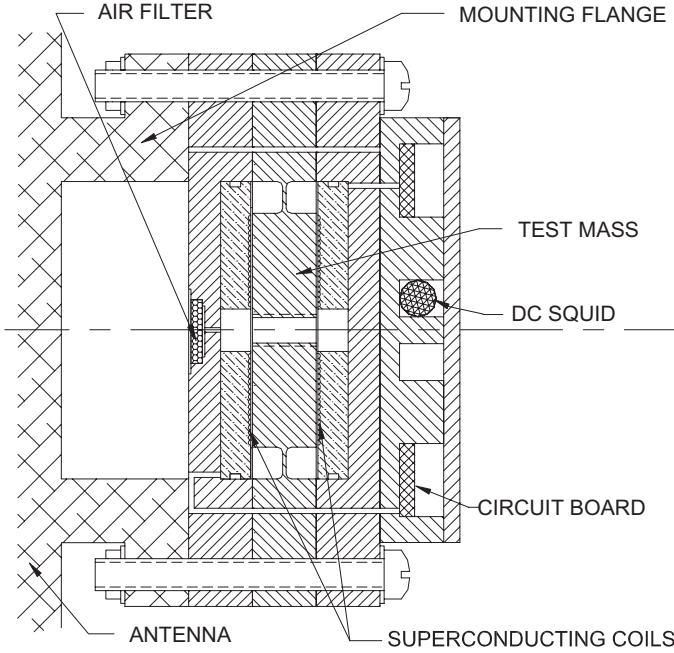 AIR FILTER
MOUNTING FLANGE
TEST MASS
DC SQUID
CIRCUIT BOARD
ANTENNA
SUPERCONDUCTING COILS